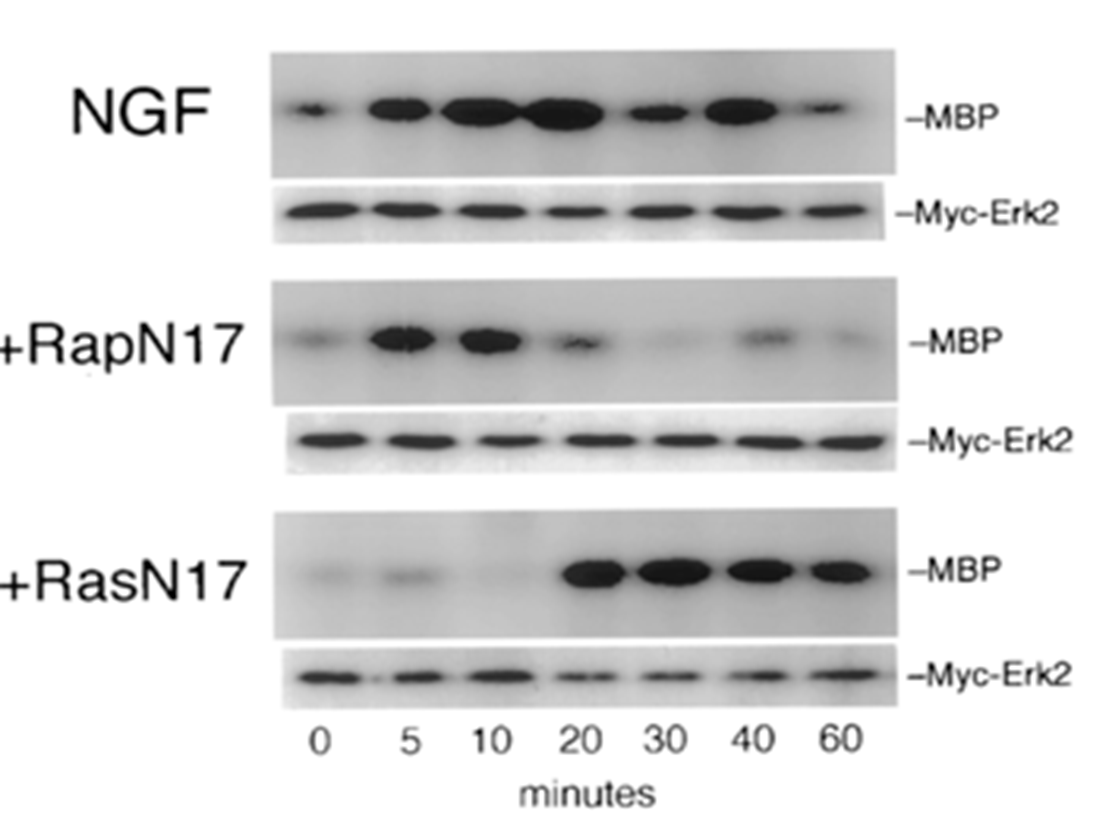 NGF
–MBP
–Myc-Erk2
+RapN17
–MBP
–Myc-Erk2
+RasN17
–MBP
–Myc-Erk2
0 5 10 20 30 40 60
minutes